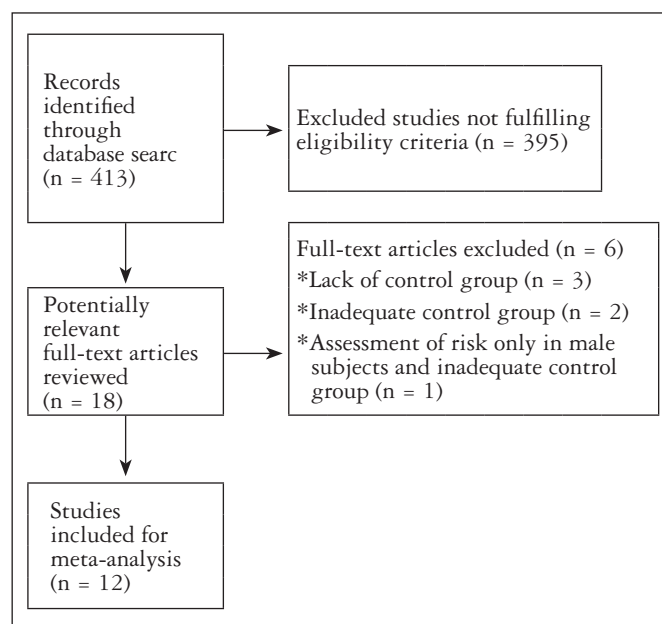 Records
identified
through
database searc
(n = 413)
Excluded studies not fulfilling
eligibility criteria (n = 395)
Potentially
relevant
full-text articles
reviewed
(n = 18)
Full-text articles excluded (n = 6)
*Lack of control group (n = 3)
*Inadequate control group (n = 2)
*Assessment of risk only in male
subjects and inadequate control
group (n = 1)
Studies
included for
meta-analysis
(n = 12)